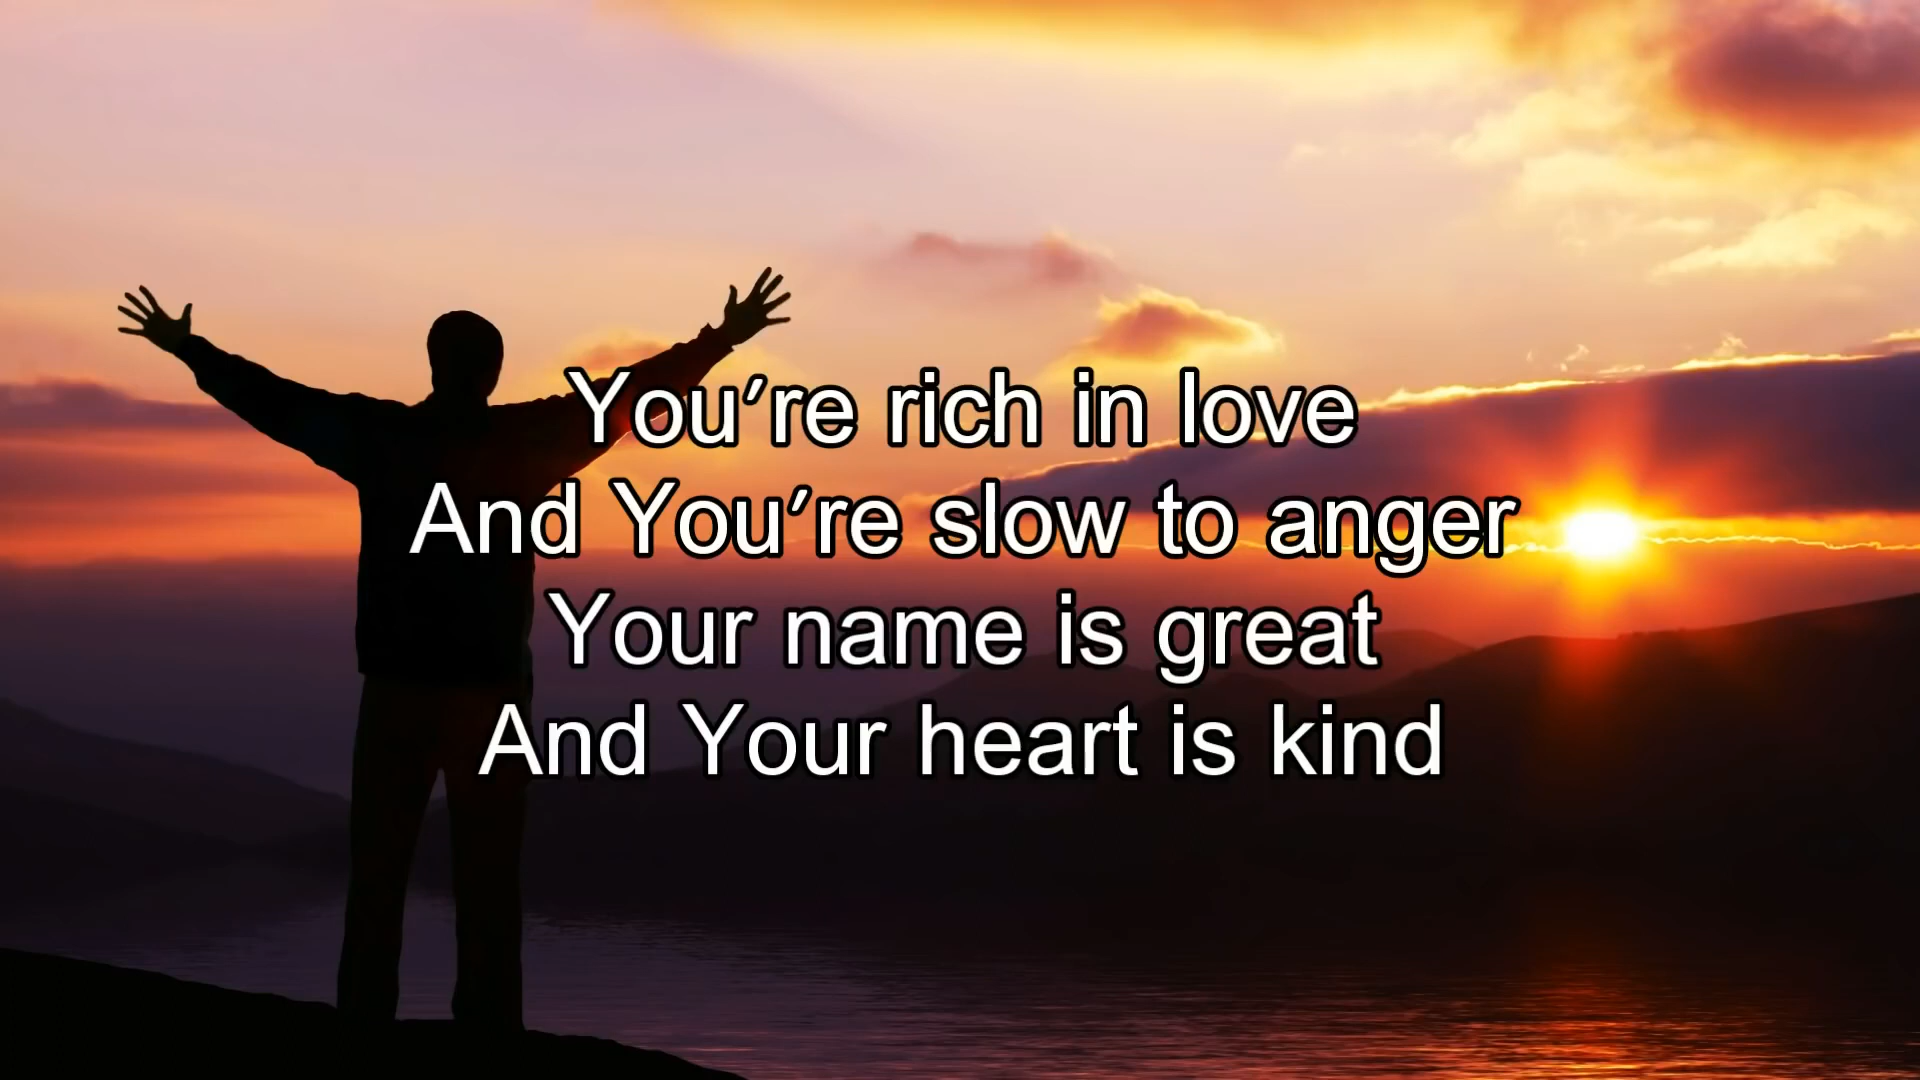 You're rich in love
And You're slow to anger
Your name is great
And Your heart is kind